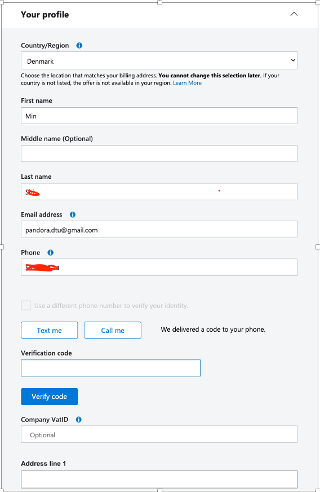 Your profile
Country/Region
Denmark
Choose the location that matches your billing address. You cannot change this selection later. If your
country is not listed, the offer is not available in your region. Learn More
First name
Min
Middle name (Optional)
Last name
Email address
pandora.dtu@gmail.com
Phone
Use a different phone number to verify your identity.
Text me
Call me
We delivered a code to your phone.
Verification code
Verify code
Company VatID
Optional
Address line 1